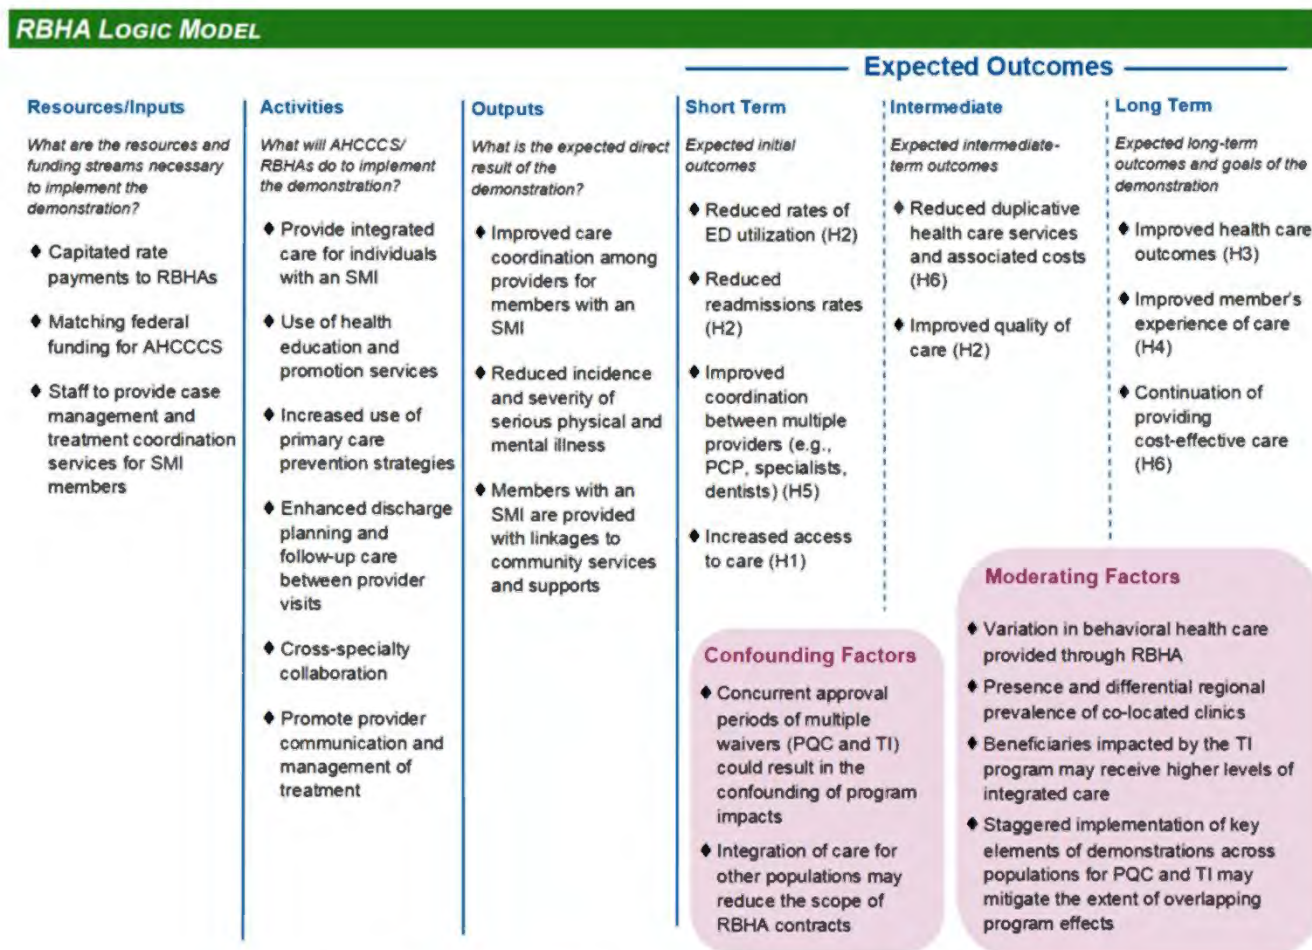 RBHA LOGIC MODEL
Expected Outcomes
Resources/Inputs
What are the resources and
funding streams necessary
to implement the
demonstration?
♦ Capitated rate
payments to RBHAs
♦ Matching federal
funding for AHCCCS
♦ Staff to provide case
management and
treatment coordination
services for SMI
members
Activities
What will AHCCCS/
RBHAs do to implement
the demonstration?
♦ Provide integrated
care for individuals
with an SMI
♦ Use of health
education and
promotion services
♦ Increased use of
primary care
prevention strategies
♦ Enhanced discharge
planning and
follow-up care
between provider
visits
♦ Cross-specialty
collaboration
♦ Promote provider
communication and
management of
treatment
Outputs
What is the expected direct
result of the
demonstration?
♦ Improved care
coordination among
providers for
members with an
SMI
♦ Reduced incidence
and severity of
serious physical and
mental illness
♦ Members with an
SMI are provided
with linkages to
community services
and supports
Short Term
Expected initial
outcomes
♦ Reduced rates of
ED utilization (H2)
♦ Reduced
readmissions rates
(H2)
♦ Improved
coordination
between multiple
providers (e.g.,
PCP, specialists,
dentists) (H5)
♦ Increased access
to care (H1)
Intermediate
Expected intermediate-
term outcomes
♦ Reduced duplicative
health care services
and associated costs
(H6)
♦ Improved quality of
care (H2)
Long Term
Expected long-term
outcomes and goals of the
demonstration
♦ Improved health care
outcomes (H3)
♦ Improved member's
experience of care
(H4)
♦ Continuation of
providing
cost-effective care
(H6)
Confounding Factors
♦ Concurrent approval
periods of multiple
waivers (PQC and TI)
could result in the
confounding of program
impacts
♦ Integration of care for
other populations may
reduce the scope of
RBHA contracts
Moderating Factors
♦ Variation in behavioral health care
provided through RBHA
♦ Presence and differential regional
prevalence of co-located clinics
♦ Beneficiaries impacted by the TI
program may receive higher levels of
integrated care
♦ Staggered implementation of key
elements of demonstrations across
populations for PQC and TI may
mitigate the extent of overlapping
program effects